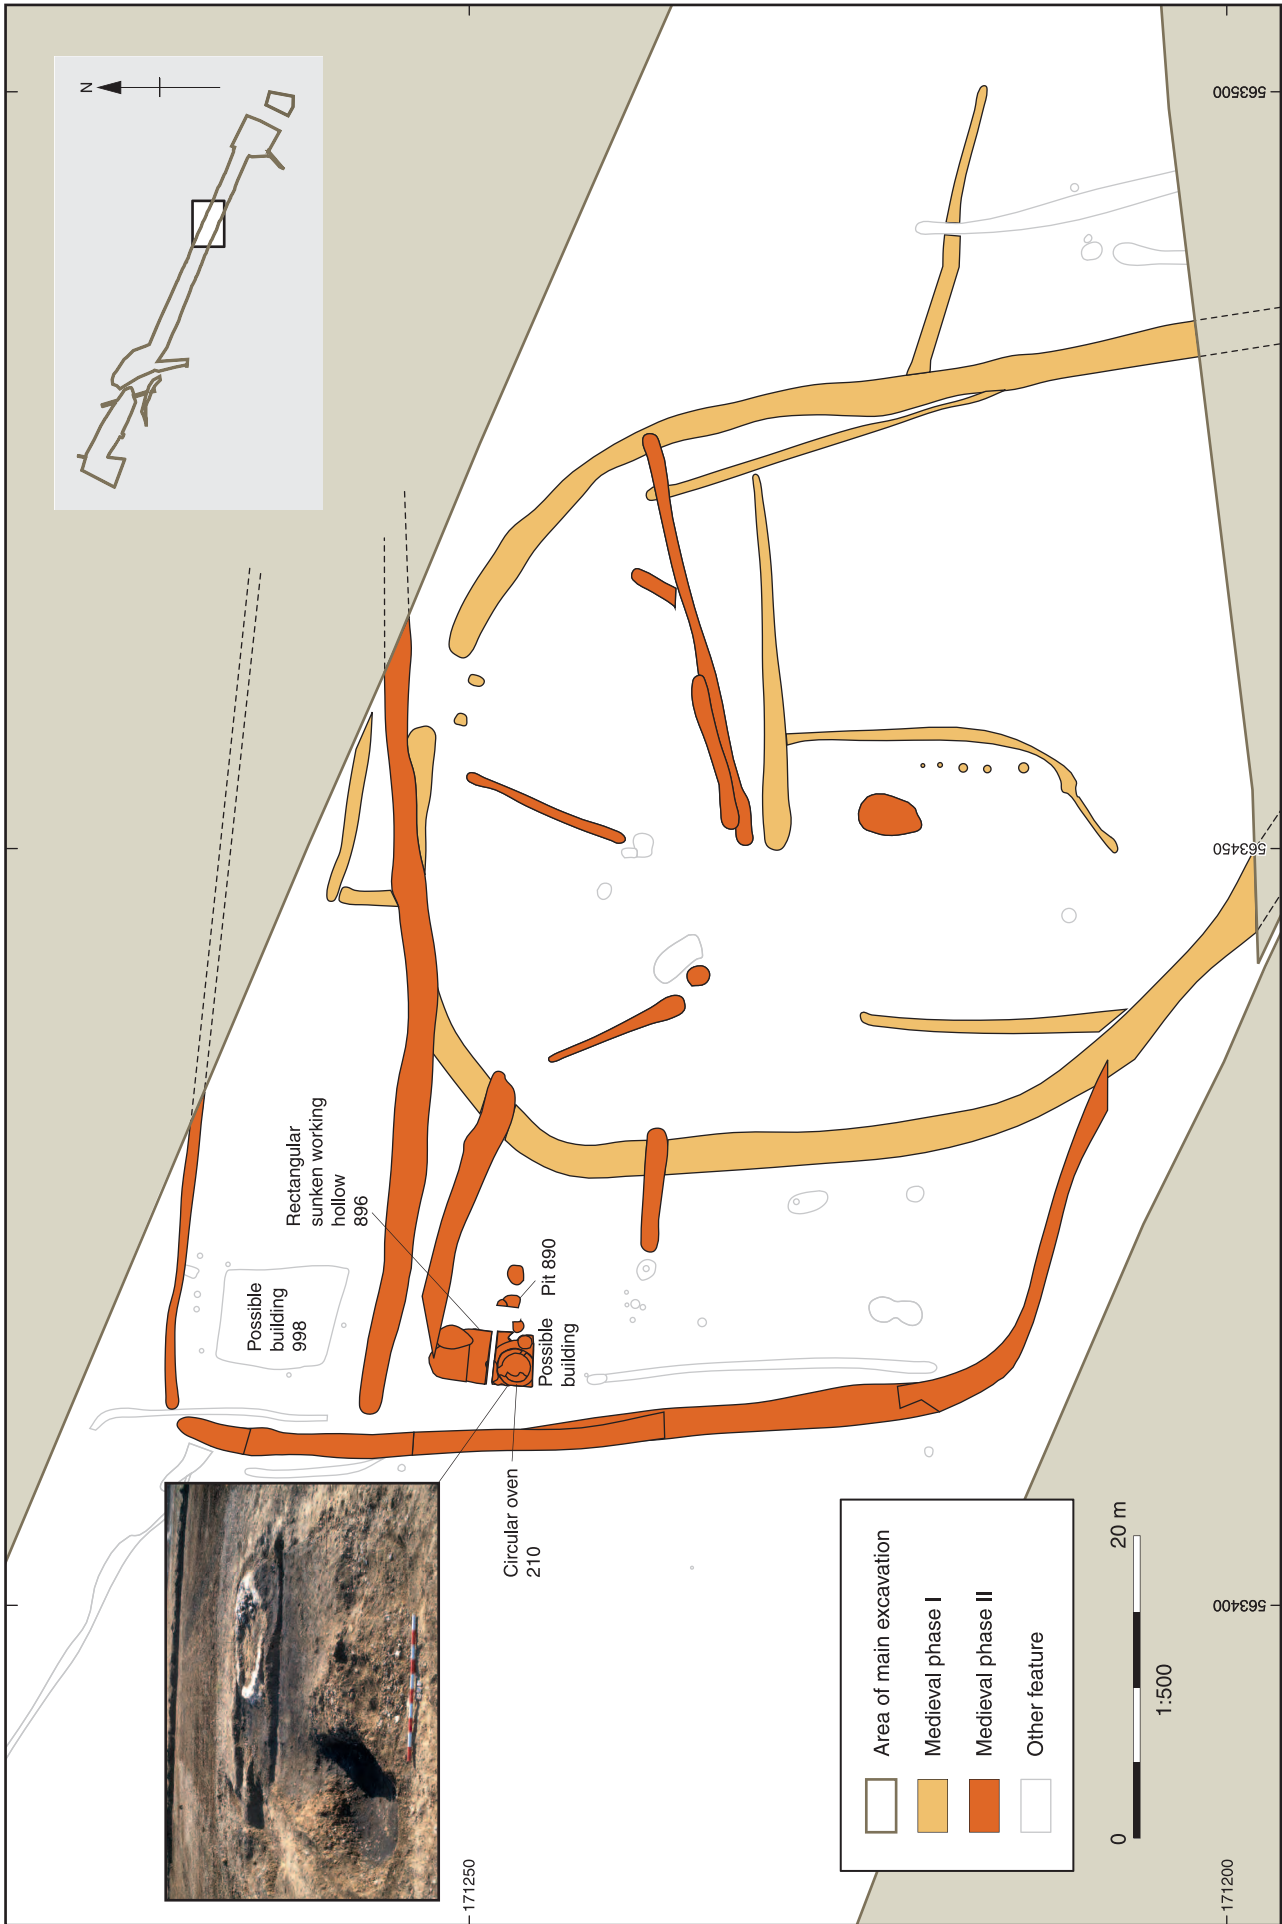 N
563500
563450
563400
171250
171200
Rectangular
sunken working
hollow
896
Possible
building
998
Pit 890
Possible
building
Circular oven
210
Area of main excavation
Medieval phase I
Medieval phase II
Other feature
0
20 m
1:500